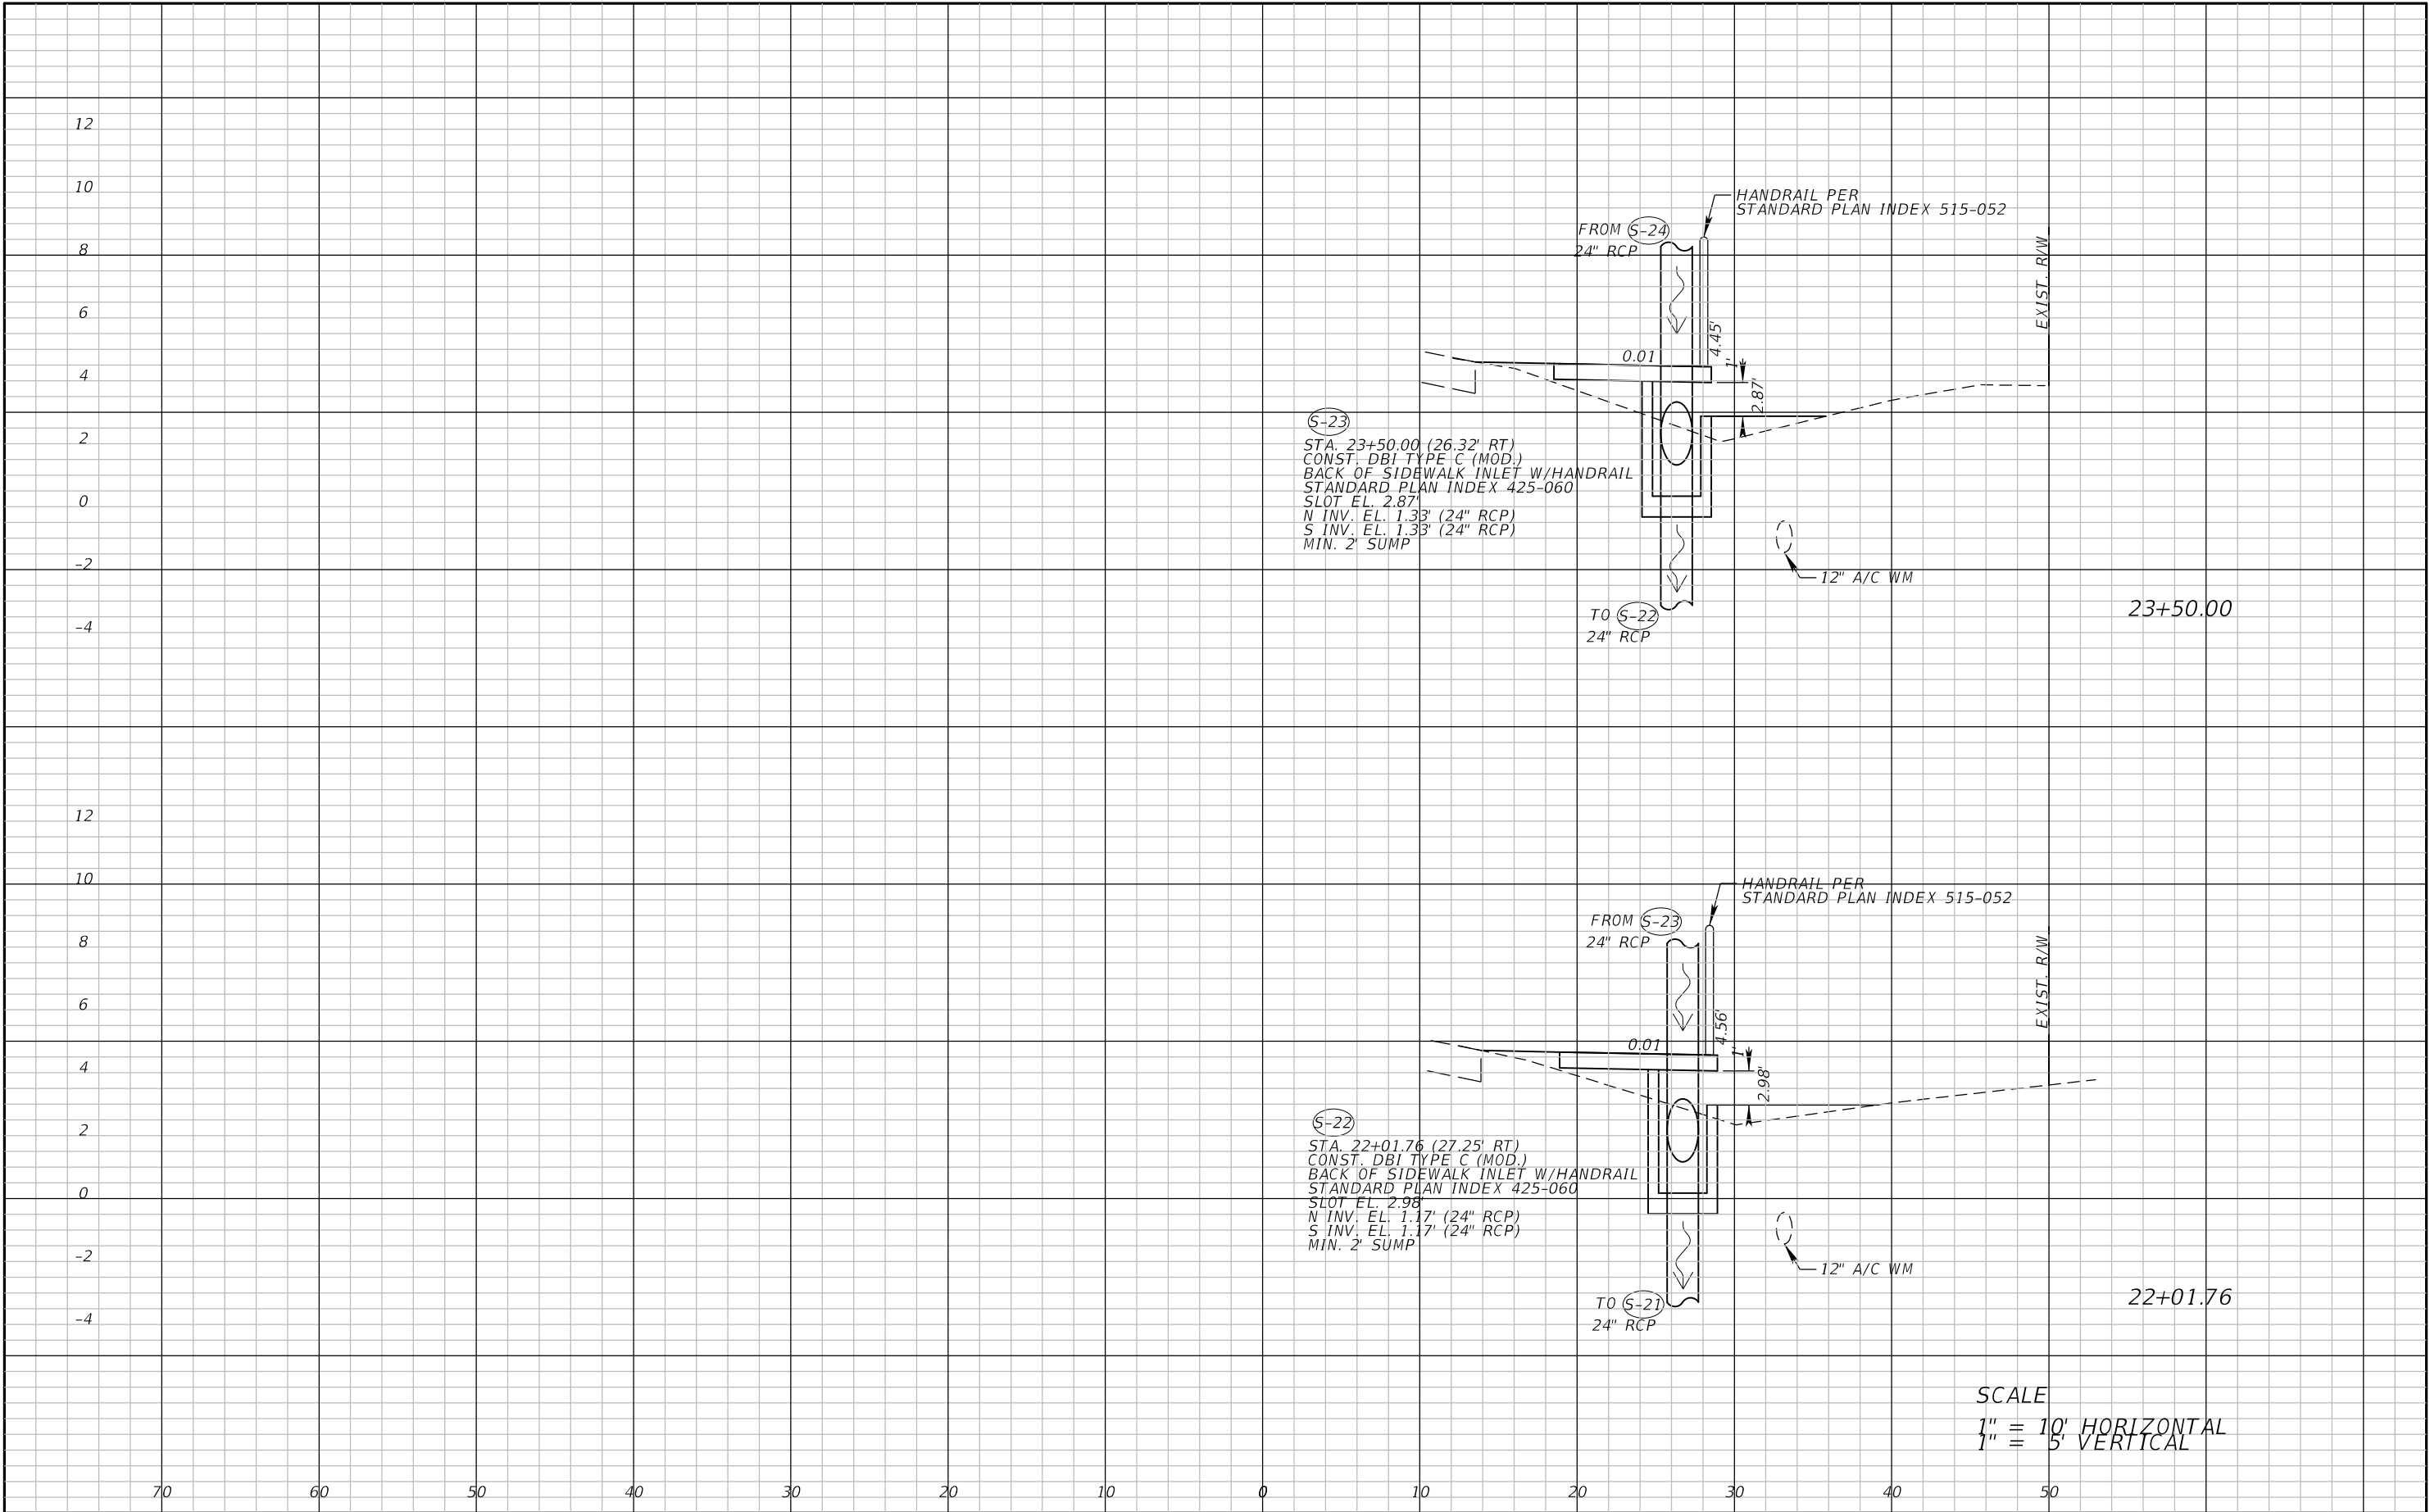 12
10
8
6
4
2
0
-2
-4
HANDRAIL PER
STANDARD PLAN INDEX 515-052
FROM S-24
24" RCP
EXIST. R/W
4.45'
0.01
1'
2.87'
S-23
STA. 23+50.00 (26.32' RT)
CONST. DBI TYPE C (MOD.)
BACK OF SIDEWALK INLET W/HANDRAIL
STANDARD PLAN INDEX 425-060
SLOT EL. 2.87'
N INV. EL. 1.33' (24" RCP)
S INV. EL. 1.33' (24" RCP)
MIN. 2' SUMP
12" A/C WM
TO S-22
24" RCP
23+50.00
12
10
8
6
4
2
0
-2
-4
HANDRAIL PER
STANDARD PLAN INDEX 515-052
FROM S-23
24" RCP
EXIST. R/W
4.56'
0.01
1'
2.98'
S-22
STA. 22+01.76 (27.25' RT)
CONST. DBI TYPE C (MOD.)
BACK OF SIDEWALK INLET W/HANDRAIL
STANDARD PLAN INDEX 425-060
SLOT EL. 2.98'
N INV. EL. 1.17' (24" RCP)
S INV. EL. 1.17' (24" RCP)
MIN. 2' SUMP
12" A/C WM
TO S-21
24" RCP
22+01.76
SCALE
1" = 10' HORIZONTAL
1" = 5' VERTICAL
70 60 50 40 30 20 10 0 10 20 30 40 50